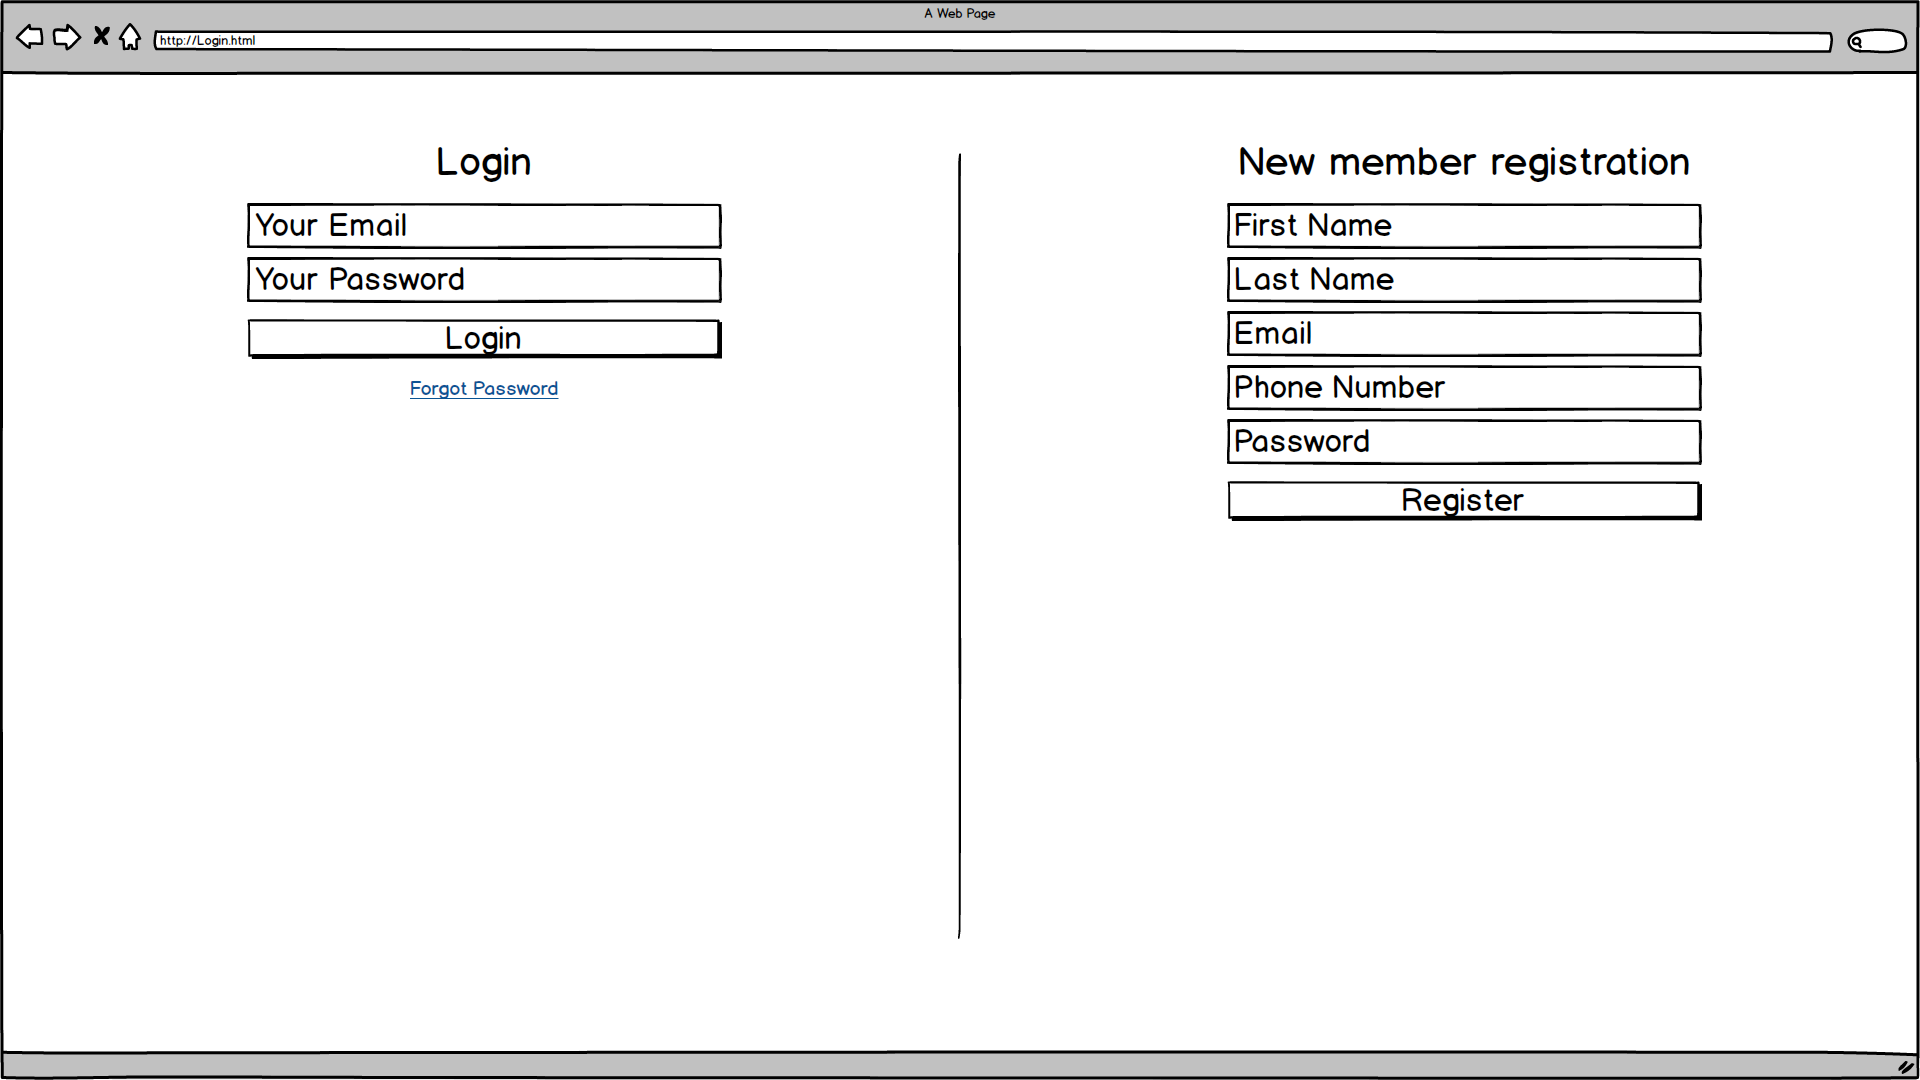 A Web Page
http://Login.html
Login
Your Email
Your Password
Login
Forgot Password
New member registration
First Name
Last Name
Email
Phone Number
Password
Register